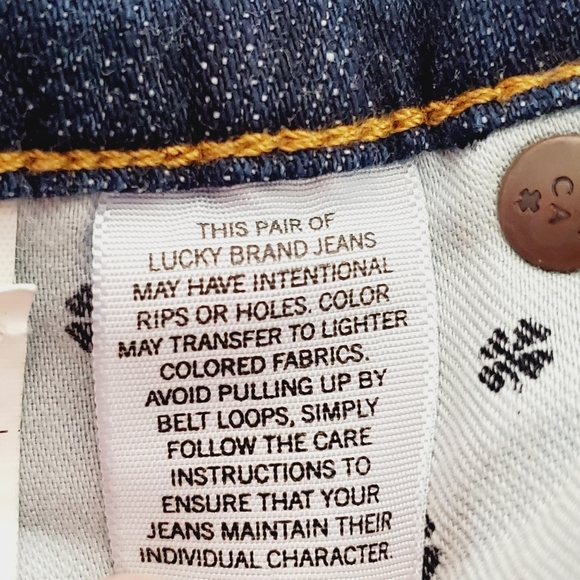 THIS PAIR OF
LUCKY BRAND JEANS
MAY HAVE INTENTIONAL
RIPS OR HOLES. COLOR
MAY TRANSFER TO LIGHTER
COLORED FABRICS.
AVOID PULLING UP BY
BELT LOOPS, SIMPLY
FOLLOW THE CARE
INSTRUCTIONS TO
ENSURE THAT YOUR
JEANS MAINTAIN THEIR
INDIVIDUAL CHARACTER.